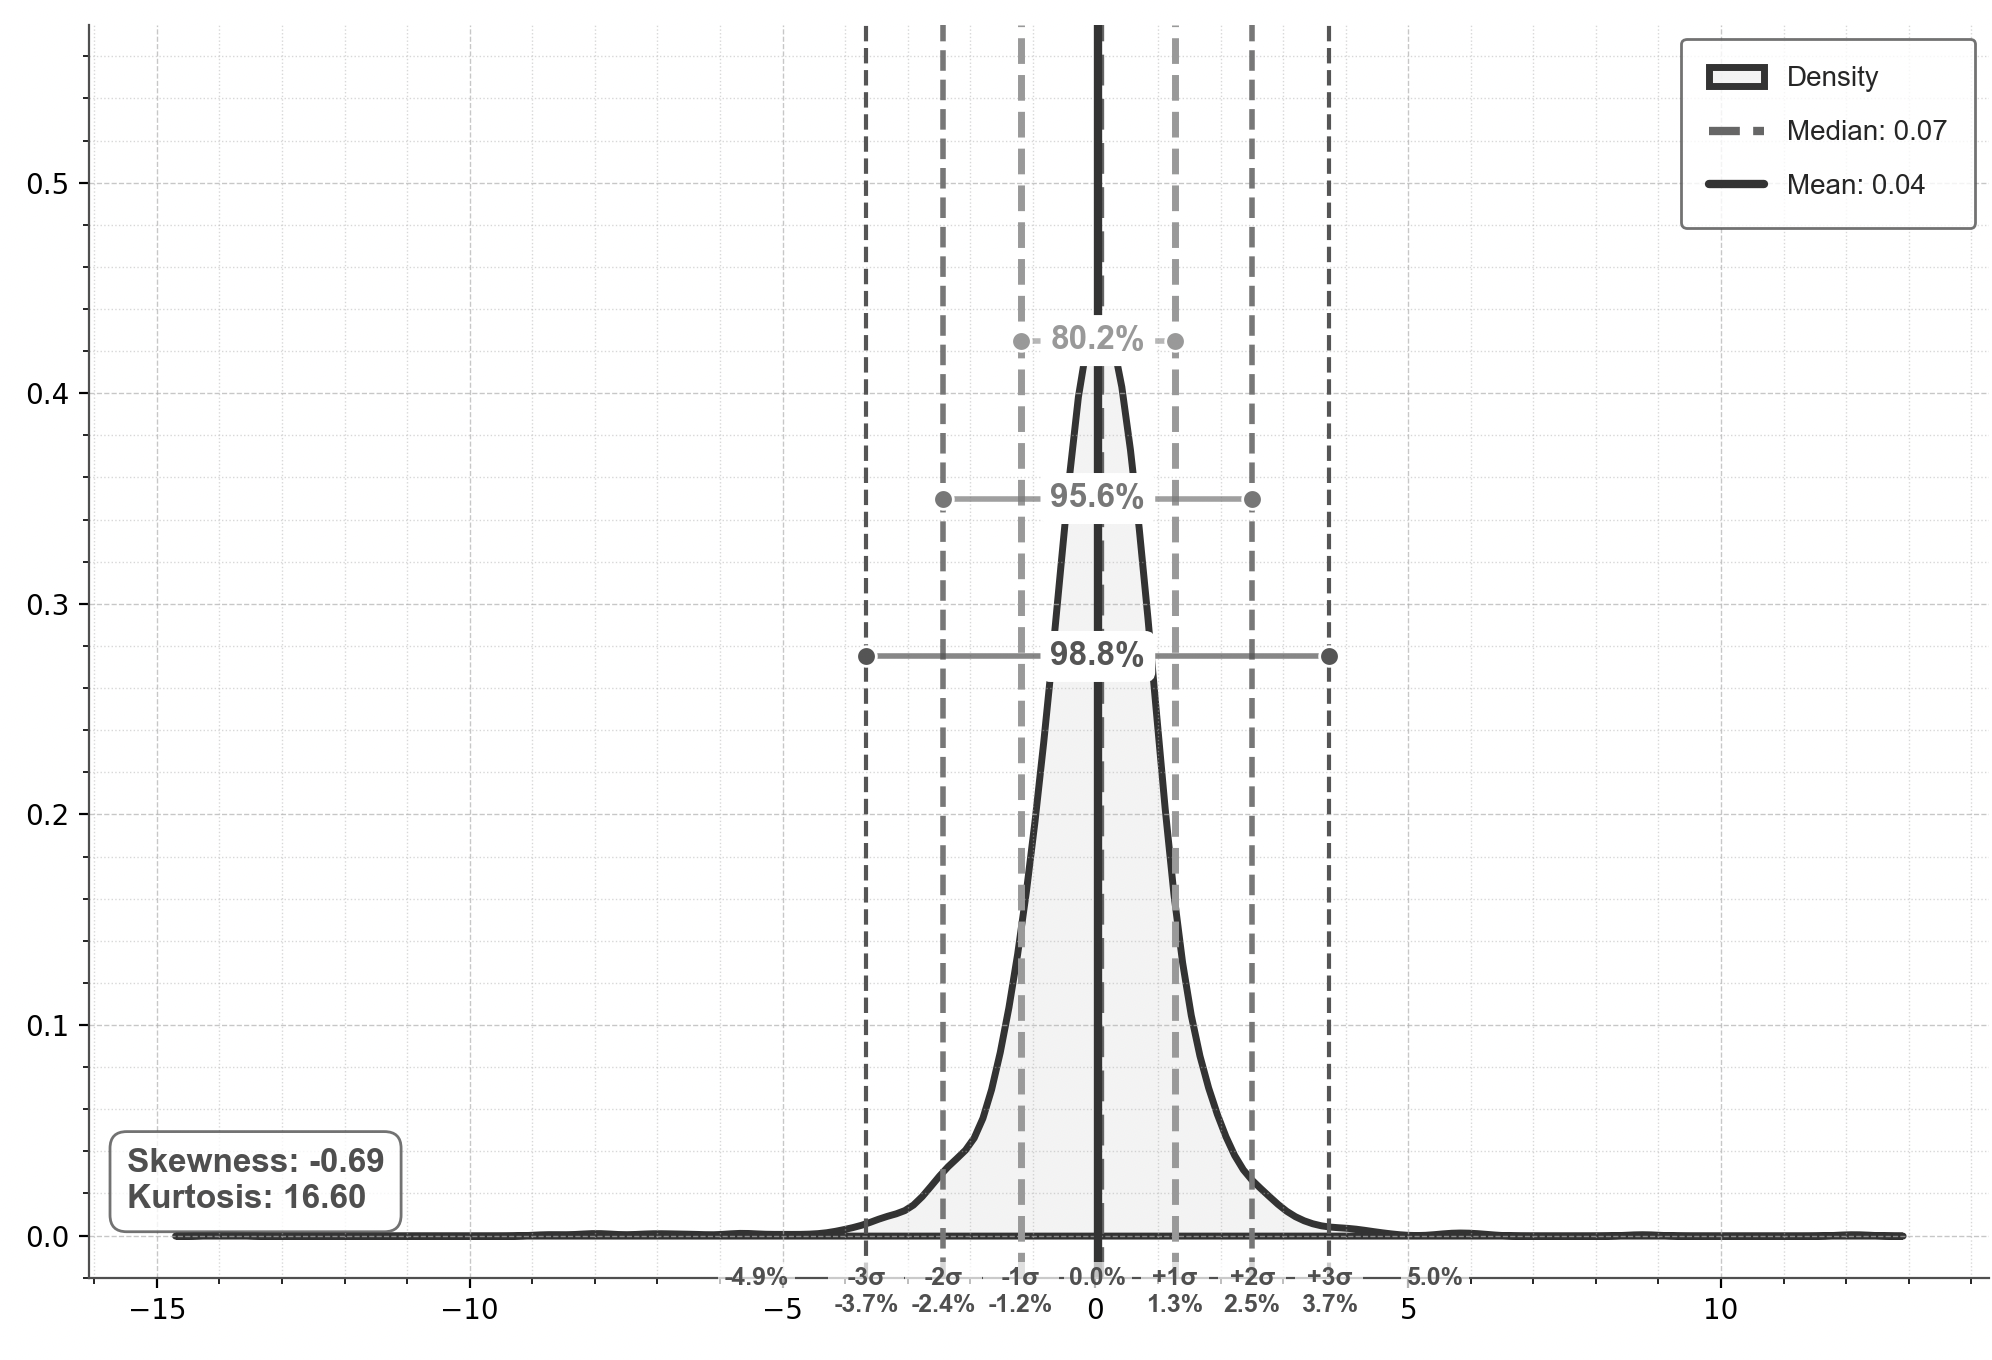 Density
Median: 0.07
Mean: 0.04
0.5
0.4
0.3
0.2
0.1
0.0
80.2%
95.6%
98.8%
Skewness: -0.69
Kurtosis: 16.60
-4.9% -3σ -2σ -1σ 0.0% +1σ +2σ +3σ 5.0%
-3.7% -2.4% -1.2% 1.3% 2.5% 3.7%
−15 −10 −5 0 5 10